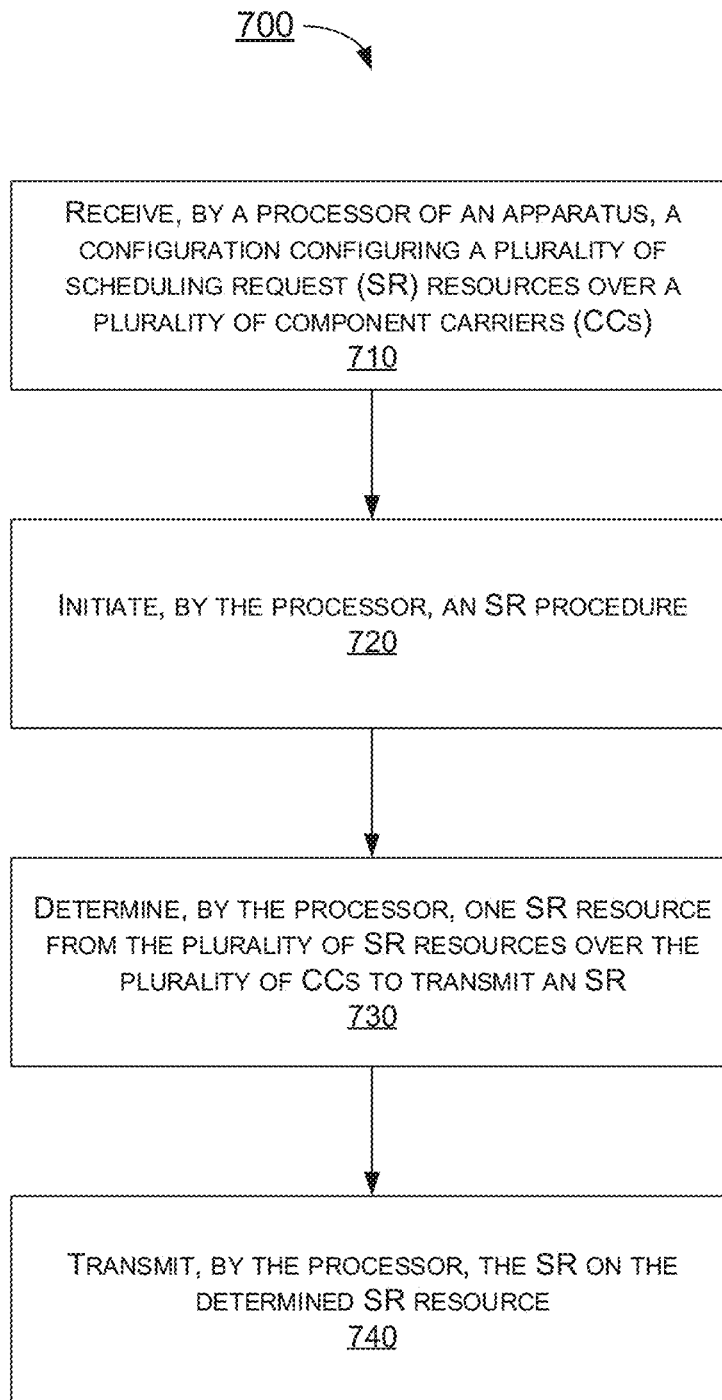 700
RECEIVE, BY A PROCESSOR OF AN APPARATUS, A
CONFIGURATION CONFIGURING A PLURALITY OF
SCHEDULING REQUEST (SR) RESOURCES OVER A
PLURALITY OF COMPONENT CARRIERS (CCS)
710
INITIATE, BY THE PROCESSOR, AN SR PROCEDURE
720
DETERMINE, BY THE PROCESSOR, ONE SR RESOURCE
FROM THE PLURALITY OF SR RESOURCES OVER THE
PLURALITY OF CCS TO TRANSMIT AN SR
730
TRANSMIT, BY THE PROCESSOR, THE SR ON THE
DETERMINED SR RESOURCE
740